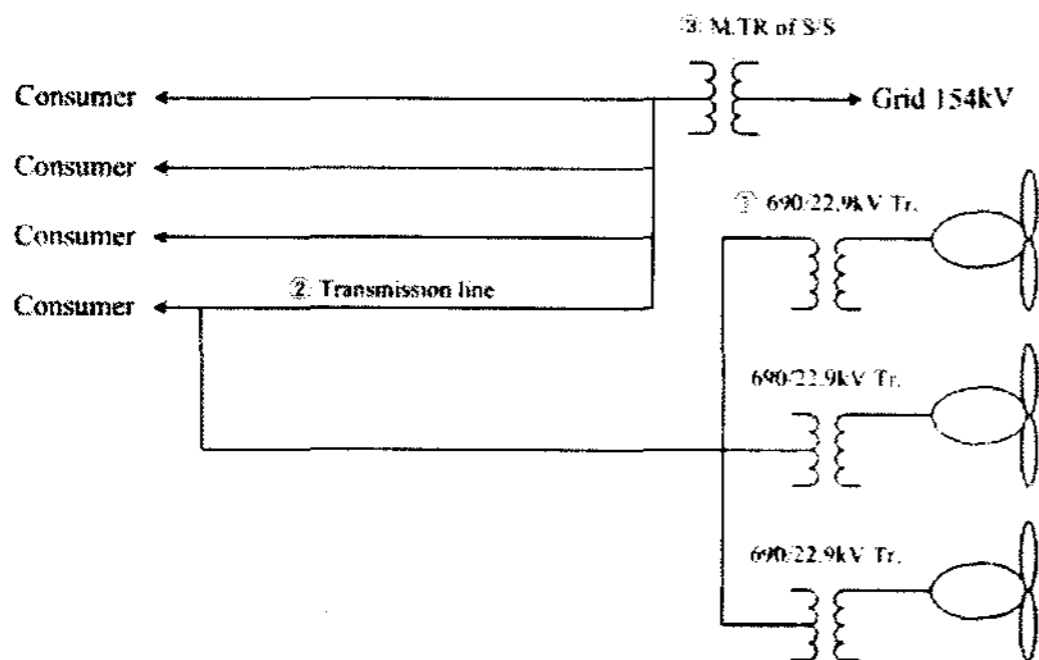 ③ M.TR of S/S
Consumer
Grid 154kV
Consumer
① 690/22.9kV Tr.
Consumer
Consumer
② Transmission line
690/22.9kV Tr.
690/22.9kV Tr.